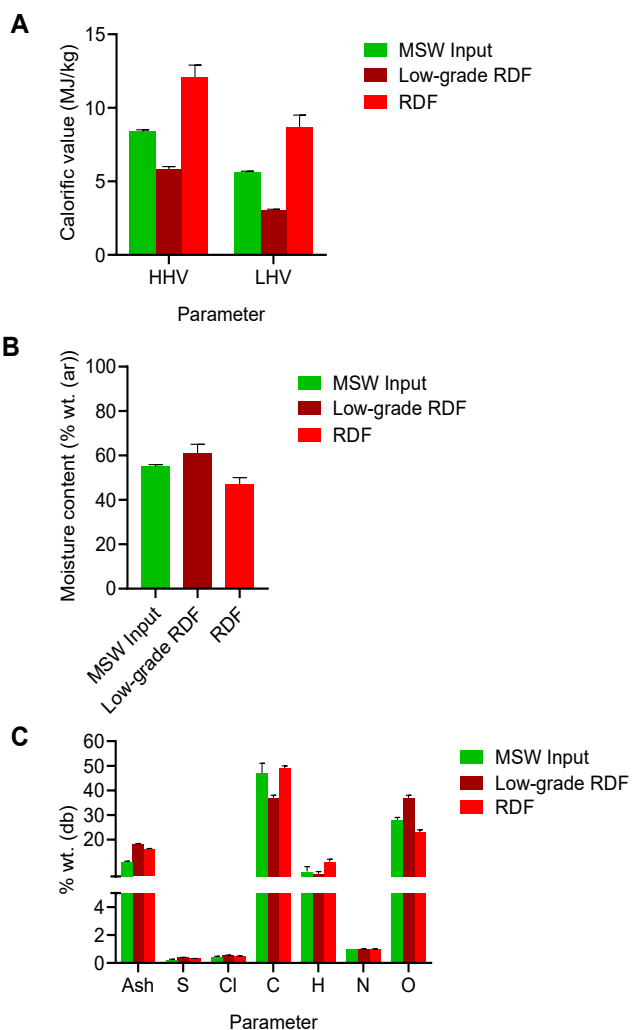 A
Calorific value (MJ/kg)
15
10
5
0
HHV
LHV
Parameter
MSW Input
Low-grade RDF
RDF
B
Moisture content (% wt. (ar))
100
80
60
40
20
0
MSW Input
Low-grade RDF
RDF
MSW Input
Low-grade RDF
RDF
C
% wt. (db)
60
50
40
30
20
4
2
0
Ash S Cl C H N O
Parameter
MSW Input
Low-grade RDF
RDF